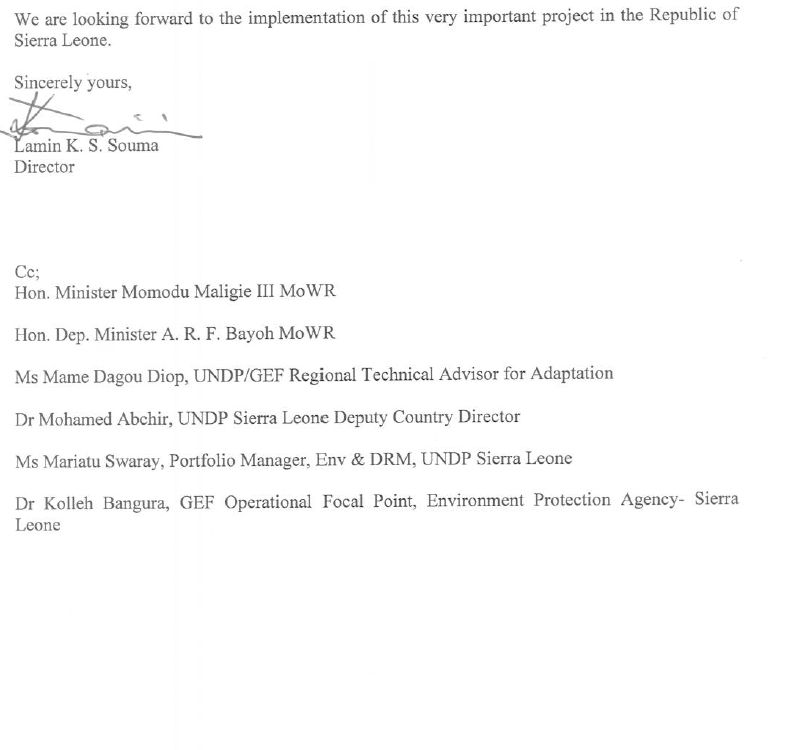 We are looking forward to the implementation of this very important project in the Republic of
Sierra Leone.
Sincerely yours,
Lamin K. S. Souma
Director
Cc;
Hon. Minister Momodu Maligie III MoWR
Hon. Dep. Minister A. R. F. Bayoh MoWR
Ms Mame Dagou Diop, UNDP/GEF Regional Technical Advisor for Adaptation
Dr Mohamed Abchir, UNDP Sierra Leone Deputy Country Director
Ms Mariatu Swaray, Portfolio Manager, Env & DRM, UNDP Sierra Leone
Dr Kolleh Bangura, GEF Operational Focal Point, Environment Protection Agency- Sierra
Leone